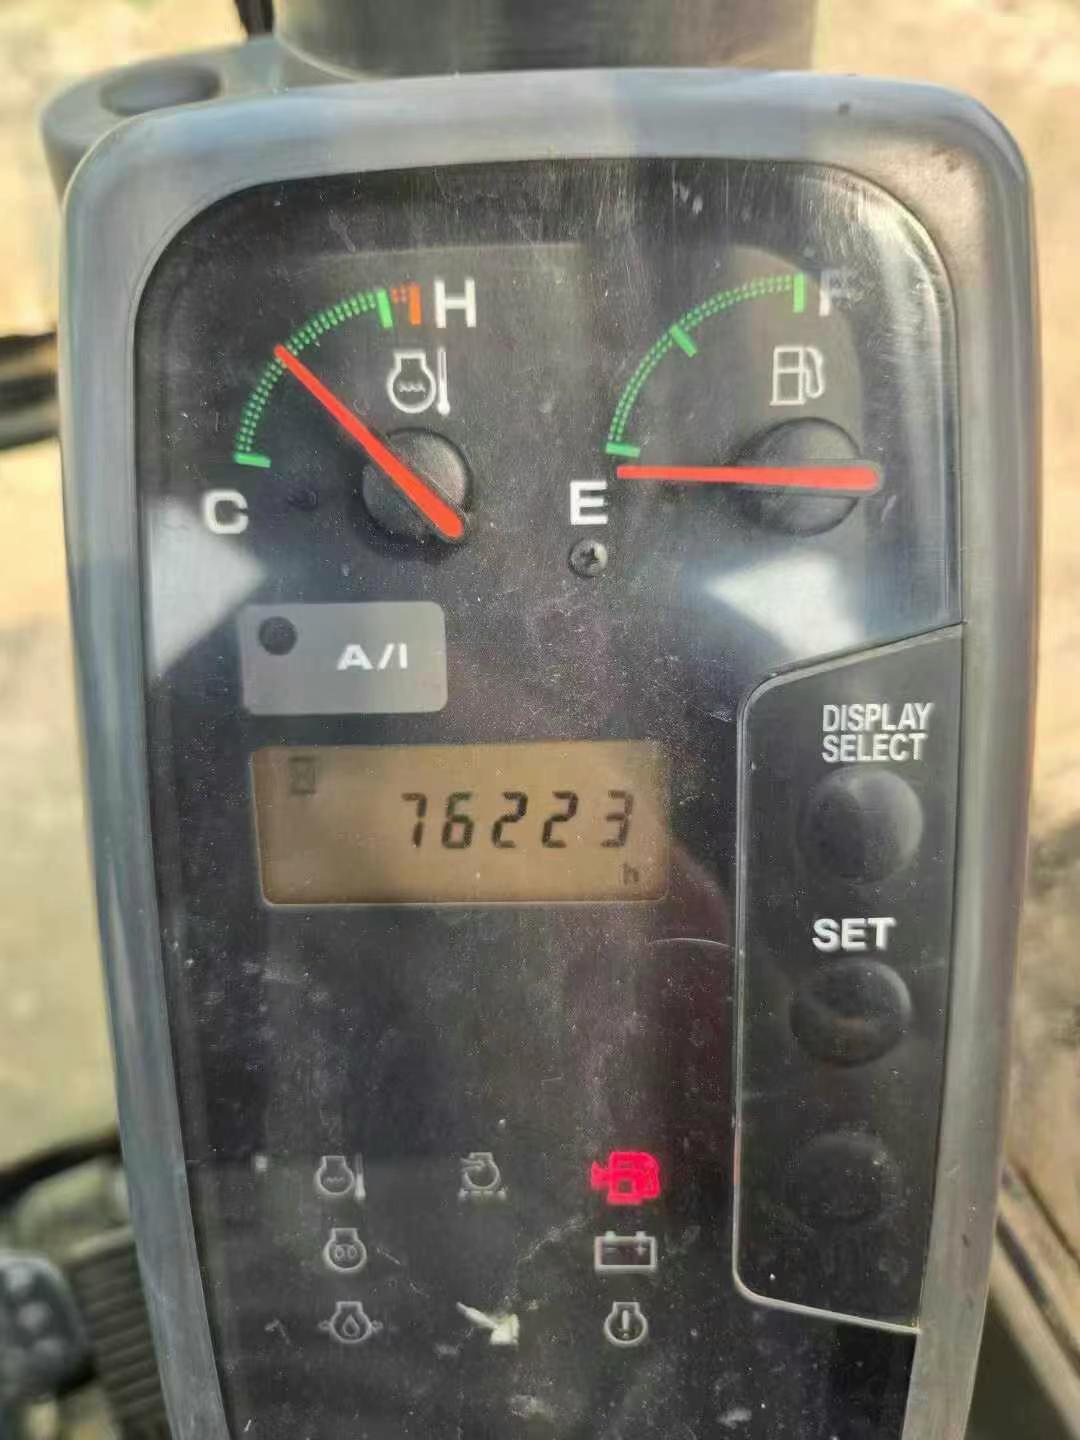 H
F
C
E
A/I
DISPLAY
SELECT
76223
h
SET